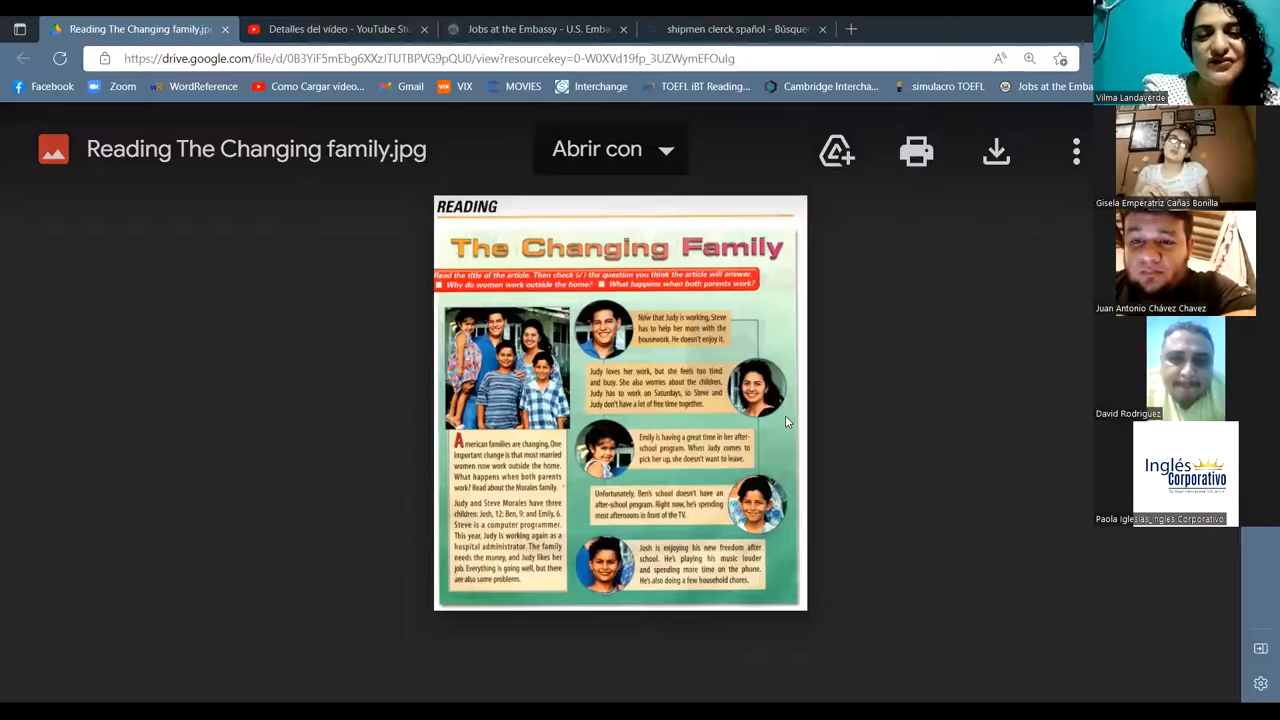 Reading The Changing family.jpg
Detalles del vídeo - YouTube Stu
Jobs at the Embassy - U.S. Emba
shipmen clerck español - Búsque
https://drive.google.com/file/d/0B3YiF5mEbg6XXzJTUTBPVG9pQU0/view?resourcekey=0-W0XVd19fp_3UZWymEFOulg
Facebook
Zoom
WordReference
Como Cargar video...
Gmail
VIX
MOVIES
Interchange
TOEFL iBT Reading...
Cambridge Intercha...
simulacro TOEFL
Jobs at the Emba
Reading The Changing family.jpg
Abrir con
READING
The Changing Family
Read the title of the article. Then check (✓) the question you think the article will answer.
Why do women work outside the home? What happens when both parents work?
American families are changing. One
important change is that most married
women now work outside the home.
What happens when both parents
work? Read about the Morales family.
Judy and Steve Morales have three
children: Josh, 12; Ben, 9; and Emily, 6.
Steve is a computer programmer.
This year, Judy is working again as a
hospital administrator. The family
needs the money, and Judy likes her
job. Everything is going well, but there
are also some problems.
Now that Judy is working, Steve
has to help her more with the
housework. He doesn't enjoy it.
Judy loves her work, but she feels too tired
and busy. She also worries about the children.
Judy has to work on Saturdays, so Steve and
Judy don't have a lot of free time together.
Emily is having a great time in her after-
school program. When Judy comes to
pick her up, she doesn't want to leave.
Unfortunately, Ben's school doesn't have an
after-school program. Right now, he's spending
most afternoons in front of the TV.
Josh is enjoying his new freedom after
school. He's playing his music louder
and spending more time on the phone.
He's also doing a few household chores.
Vilma Landaverde
Gisela Emperatriz Cañas Bonilla
Juan Antonio Chávez Chavez
David Rodriguez
Inglés
Corporativo
Paola Iglesias_Inglés Corporativo